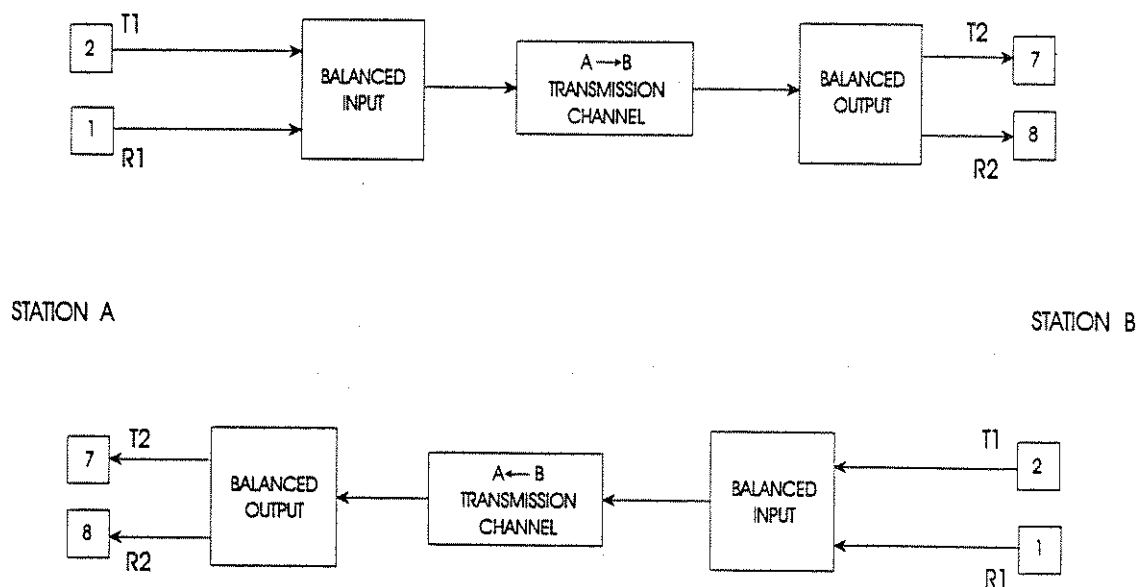 T1
2
BALANCED
INPUT
1
R1
A → B
TRANSMISSION
CHANNEL
BALANCED
OUTPUT
T2
7
8
R2
STATION A
STATION B
T2
7
BALANCED
OUTPUT
8
R2
A ← B
TRANSMISSION
CHANNEL
BALANCED
INPUT
T1
2
1
R1